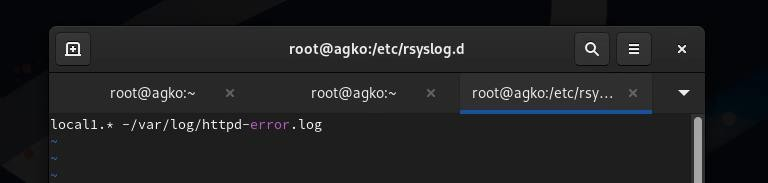 root@agko:/etc/rsyslog.d
root@agko:~
root@agko:~
root@agko:/etc/rsy...
local1.* -/var/log/httpd-error.log
~
~
~